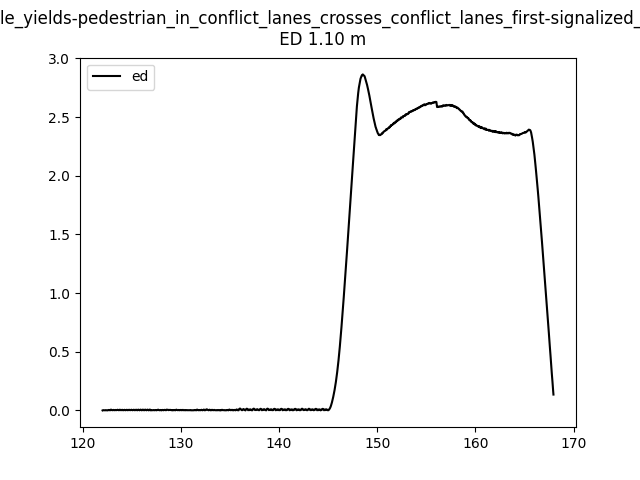 le_yields-pedestrian_in_conflict_lanes_crosses_conflict_lanes_first-signalized_
ED 1.10 m
ed
3.0
2.5
2.0
1.5
1.0
0.5
0.0
120 130 140 150 160 170